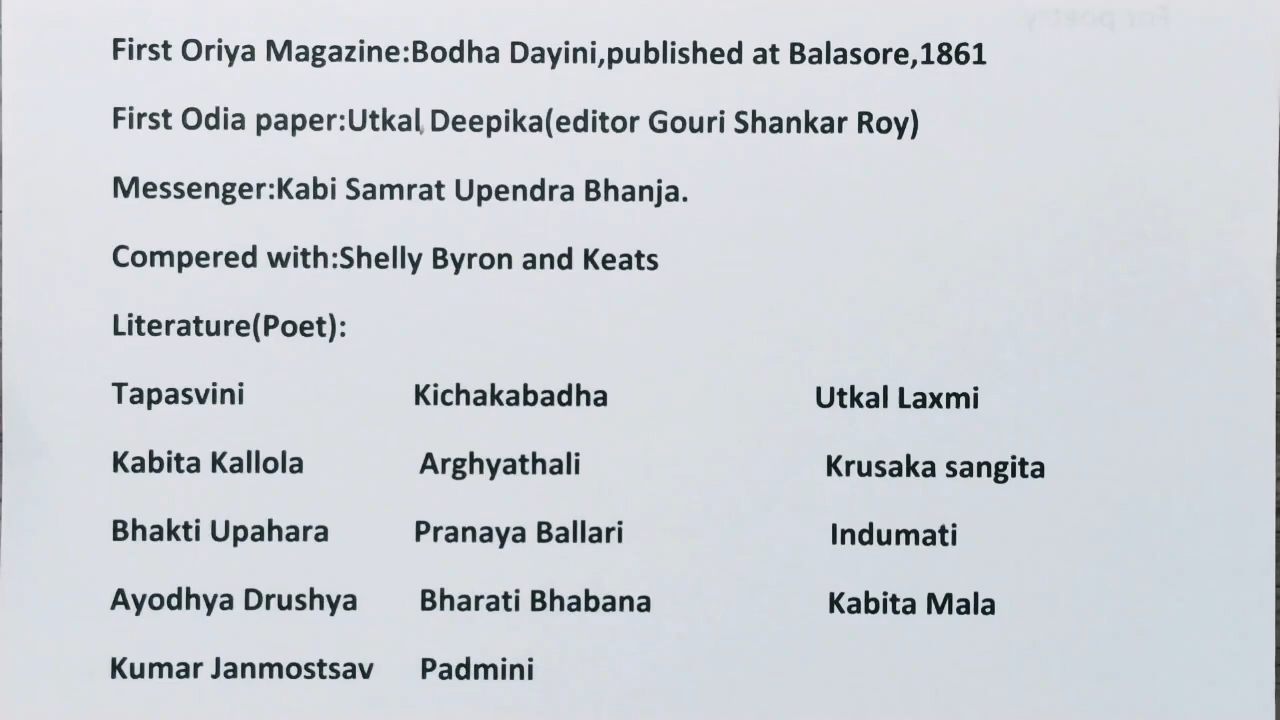 First Oriya Magazine:Bodha Dayini,published at Balasore,1861
First Odia paper:Utkal Deepika(editor Gouri Shankar Roy)
Messenger:Kabi Samrat Upendra Bhanja.
Compered with:Shelly Byron and Keats
Literature(Poet):
Tapasvini Kichakabadha Utkal Laxmi
Kabita Kallola Arghyathali Krusaka sangita
Bhakti Upahara Pranaya Ballari Indumati
Ayodhya Drushya Bharati Bhabana Kabita Mala
Kumar Janmostsav Padmini